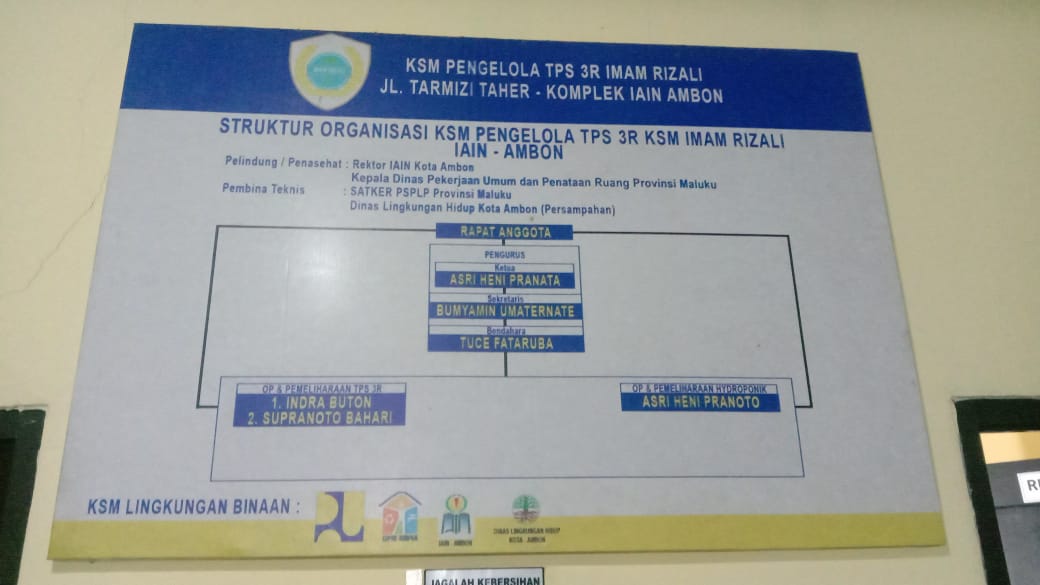 KSM PENGELOLA TPS 3R IMAM RIZALI
JL. TARMIZI TAHER - KOMPLEK IAIN AMBON
STRUKTUR ORGANISASI KSM PENGELOLA TPS 3R KSM IMAM RIZALI
IAIN - AMBON
Pelindung / Penasehat : Rektor IAIN Kota Ambon
Kepala Dinas Pekerjaan Umum dan Penataan Ruang Provinsi Maluku
Pembina Teknis : SATKER PSPLP Provinsi Maluku
Dinas Lingkungan Hidup Kota Ambon (Persampahan)
RAPAT ANGGOTA
PENGURUS
Ketua
ASRI HENI PRANATA
Sekretaris
BUMYAMIN UMATERNATE
Bendahara
TUCE FATARUBA
OP & PEMELIHARAAN TPS 3R
1. INDRA BUTON
2. SUPRANOTO BAHARI
OP & PEMELIHARAAN HYDROPONIK
ASRI HENI PRANOTO
KSM LINGKUNGAN BINAAN :
IAIN - AMBON
DINAS LINGKUNGAN HIDUP
KOTA - AMBON
JAGALAH KEBERSIHAN